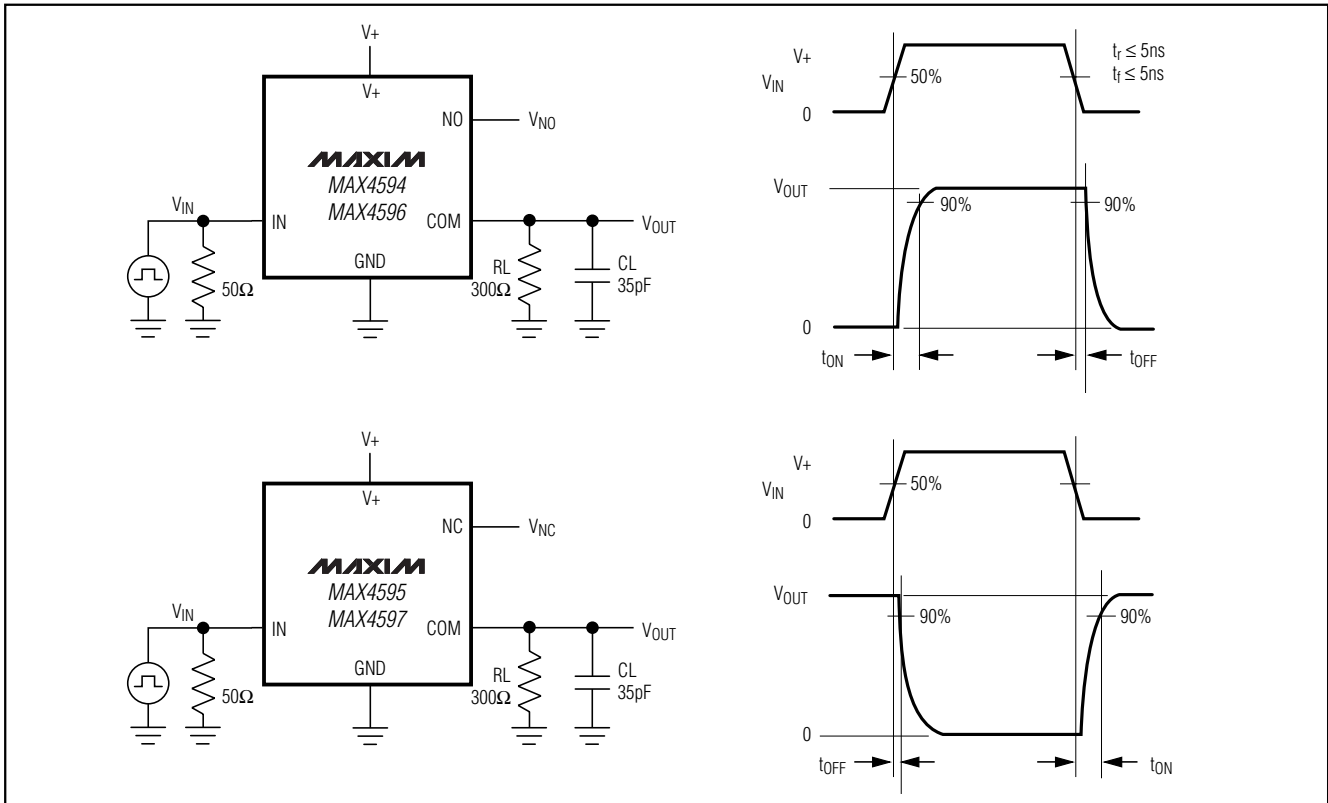 V+
V+
NO
VNO
MAXIM
MAX4594
MAX4596
VIN
IN
COM
VOUT
GND
50Ω
RL
300Ω
CL
35pF
V+
VIN
0
50%
tr ≤ 5ns
tf ≤ 5ns
VOUT
90%
90%
0
tON
tOFF
V+
V+
NC
VNC
MAXIM
MAX4595
MAX4597
VIN
IN
COM
VOUT
GND
50Ω
RL
300Ω
CL
35pF
V+
VIN
0
50%
VOUT
90%
90%
0
tOFF
tON